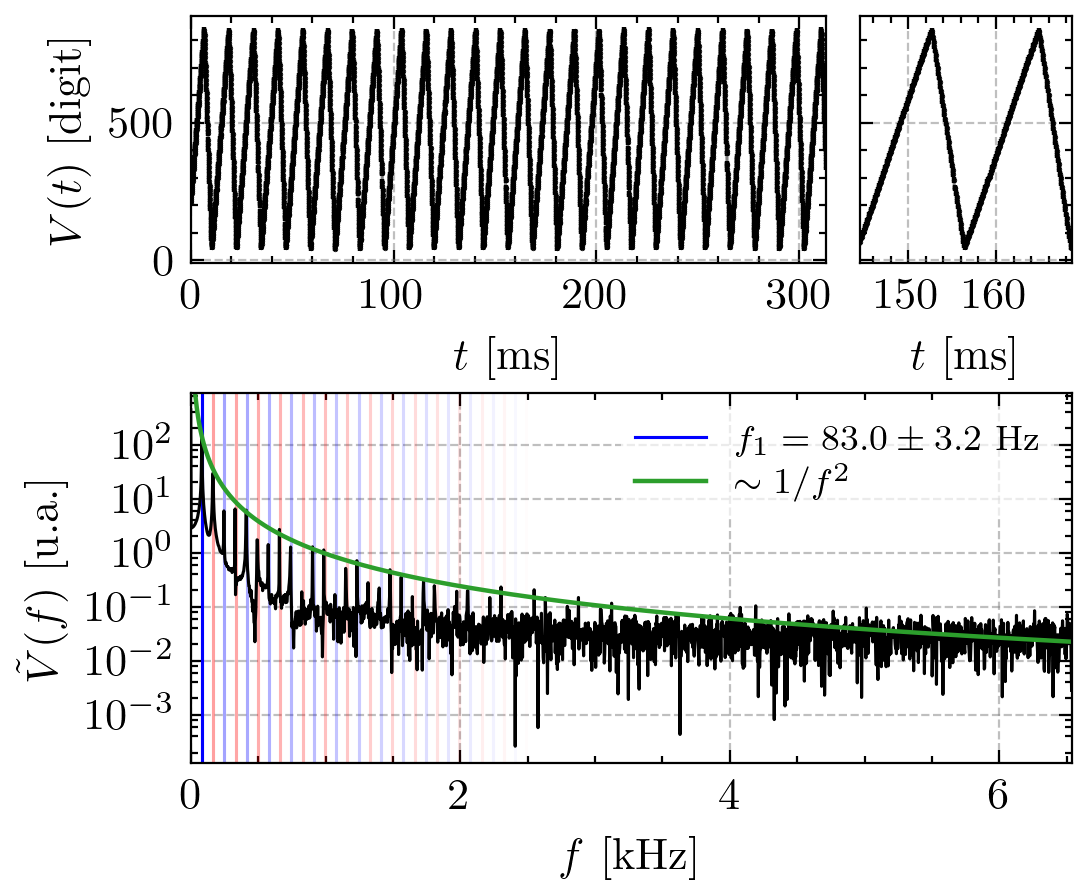 V(t) [digit]
500
0
0 100 200 300
t [ms]
150 160
t [ms]
Ṽ(f) [u.a.]
10²
10¹
10⁰
10⁻¹
10⁻²
10⁻³
f₁ = 83.0 ± 3.2 Hz
∼ 1/f²
0 2 4 6
f [kHz]